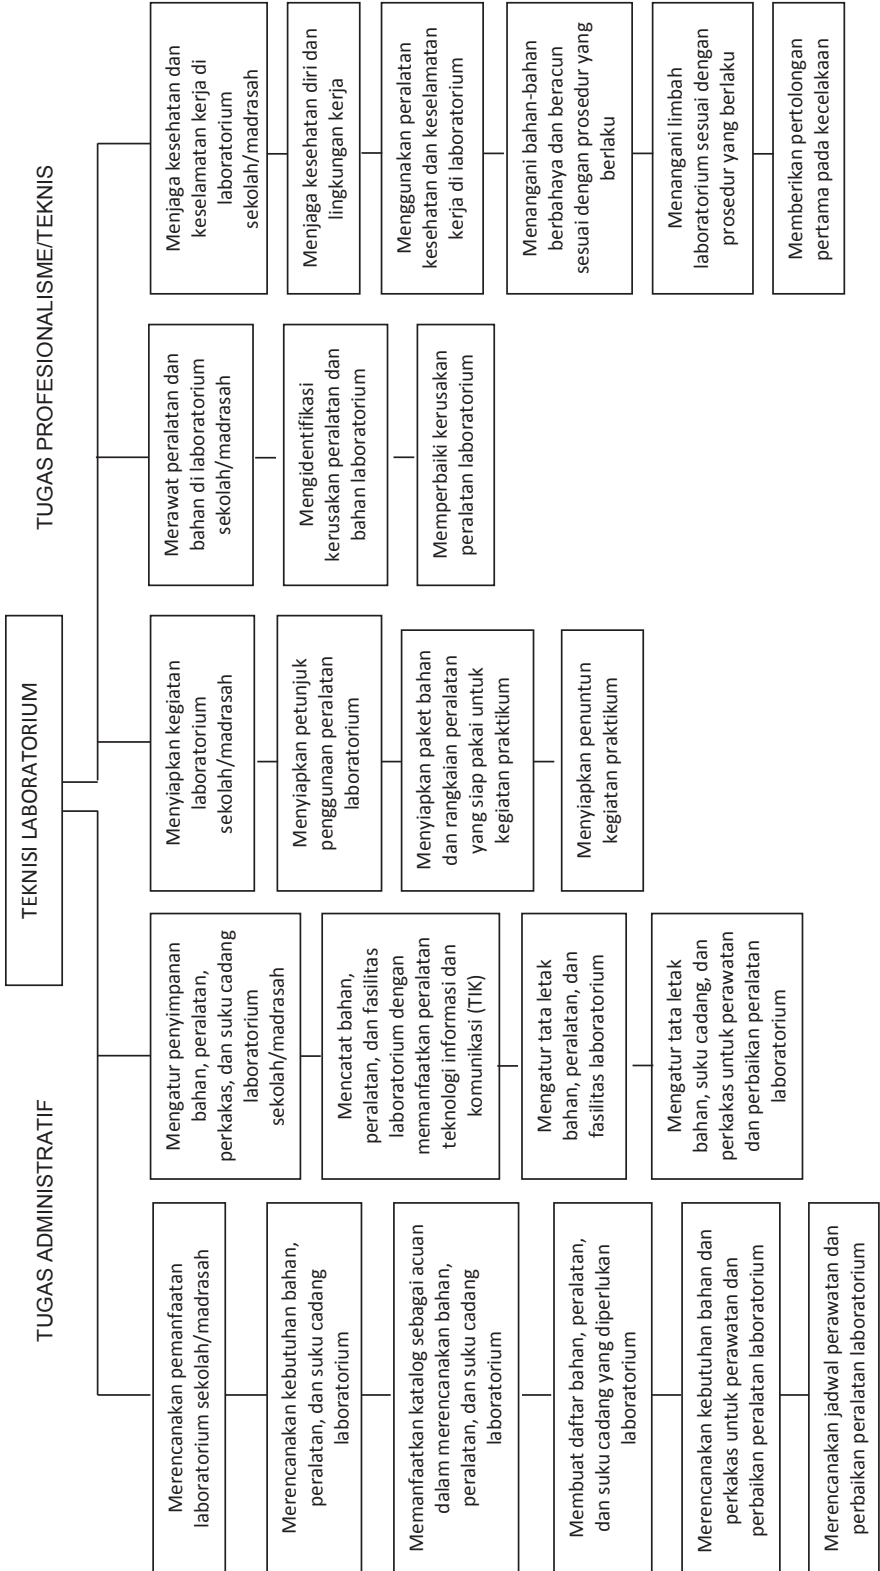 TEKNISI LABORATORIUM
TUGAS ADMINISTRATIF
TUGAS PROFESIONALISME/TEKNIS
Merencanakan pemanfaatan
laboratorium sekolah/madrasah
Merencanakan kebutuhan bahan,
peralatan, dan suku cadang
laboratorium
Memanfaatkan katalog sebagai acuan
dalam merencanakan bahan,
peralatan, dan suku cadang
laboratorium
Membuat daftar bahan, peralatan,
dan suku cadang yang diperlukan
laboratorium
Merencanakan kebutuhan bahan dan
perkakas untuk perawatan dan
perbaikan peralatan laboratorium
Merencanakan jadwal perawatan dan
perbaikan peralatan laboratorium
Mengatur penyimpanan
bahan, peralatan,
perkakas, dan suku cadang
laboratorium
sekolah/madrasah
Mencatat bahan,
peralatan, dan fasilitas
laboratorium dengan
memanfaatkan peralatan
teknologi informasi dan
komunikasi (TIK)
Mengatur tata letak
bahan, peralatan, dan
fasilitas laboratorium
Mengatur tata letak
bahan, suku cadang, dan
perkakas untuk perawatan
dan perbaikan peralatan
laboratorium
Menyiapkan kegiatan
laboratorium
sekolah/madrasah
Menyiapkan petunjuk
penggunaan peralatan
laboratorium
Menyiapkan paket bahan
dan rangkaian peralatan
yang siap pakai untuk
kegiatan praktikum
Menyiapkan penuntun
kegiatan praktikum
Merawat peralatan dan
bahan di laboratorium
sekolah/madrasah
Mengidentifikasi
kerusakan peralatan dan
bahan laboratorium
Memperbaiki kerusakan
peralatan laboratorium
Menjaga kesehatan dan
keselamatan kerja di
laboratorium
sekolah/madrasah
Menjaga kesehatan diri dan
lingkungan kerja
Menggunakan peralatan
kesehatan dan keselamatan
kerja di laboratorium
Menangani bahan-bahan
berbahaya dan beracun
sesuai dengan prosedur yang
berlaku
Menangani limbah
laboratorium sesuai dengan
prosedur yang berlaku
Memberikan pertolongan
pertama pada kecelakaan